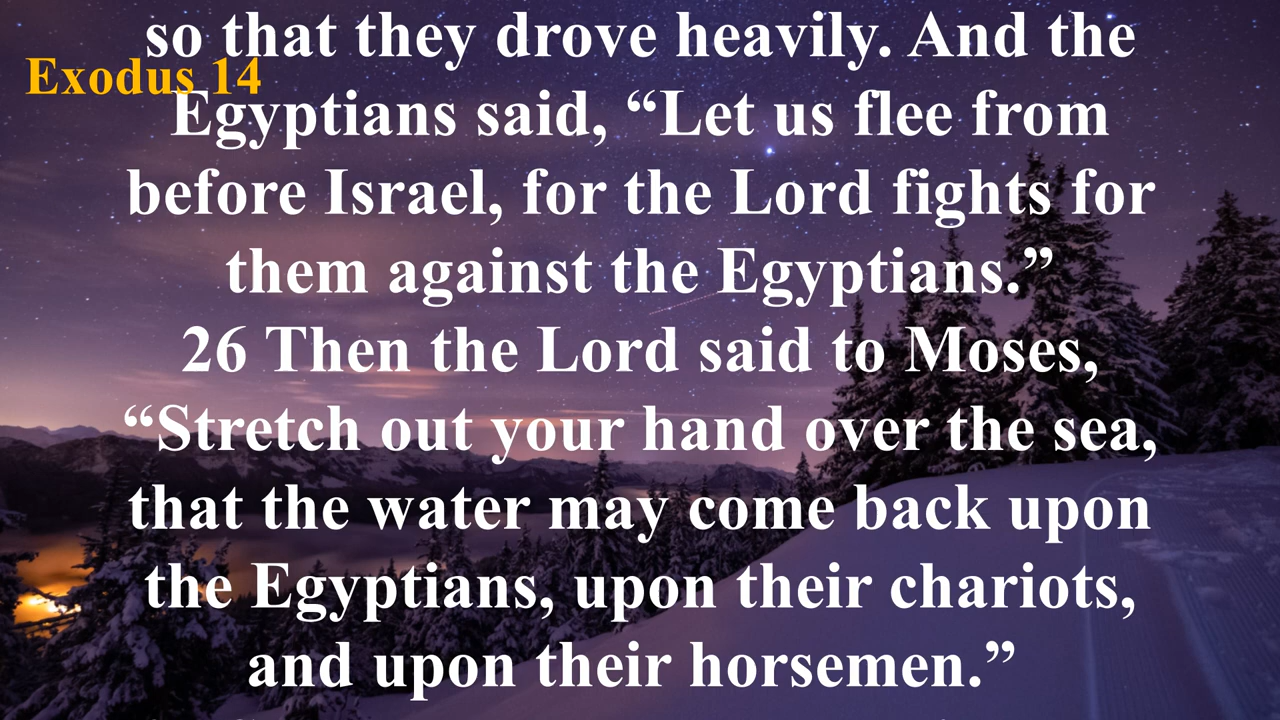 so that they drove heavily. And the
Exodus 14
Egyptians said, “Let us flee from
before Israel, for the Lord fights for
them against the Egyptians.”
26 Then the Lord said to Moses,
“Stretch out your hand over the sea,
that the water may come back upon
the Egyptians, upon their chariots,
and upon their horsemen.”